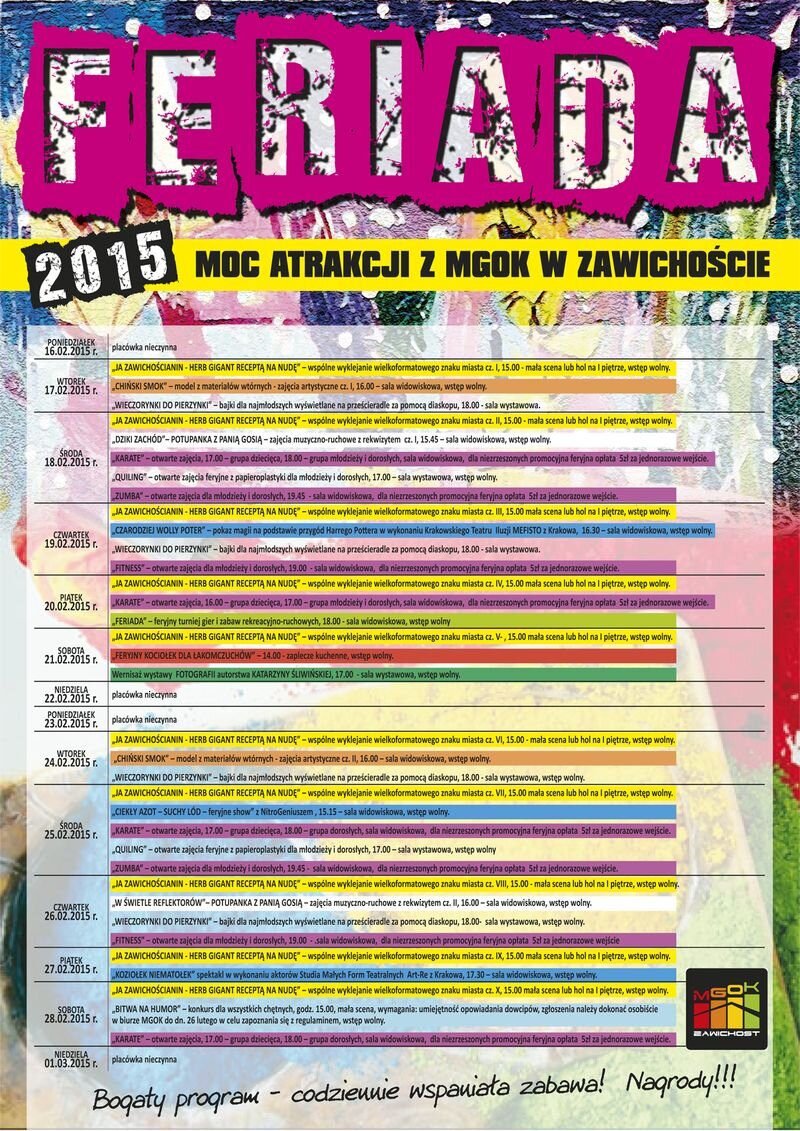 FERIADA
2015 MOC ATRAKCJI Z MGOK W ZAWICHOŚCIE
PONIEDZIAŁEK
16.02.2015 r.
placówka nieczynna
WTOREK
17.02.2015 r.
„JA ZAWICHOŚCIANIN - HERB GIGANT RECEPTĄ NA NUDĘ” – wspólne wyklejanie wielkoformatowego znaku miasta cz. I, 15.00 - mała scena lub hol na I piętrze, wstęp wolny.
„CHIŃSKI SMOK” – model z materiałów wtórnych - zajęcia artystyczne cz. I, 16.00 – sala widowiskowa, wstęp wolny.
„WIECZORYNKI DO PIERZYNKI” – bajki dla najmłodszych wyświetlane na prześcieradle za pomocą diaskopu, 18.00 - sala wystawowa.
ŚRODA
18.02.2015 r.
„JA ZAWICHOŚCIANIN - HERB GIGANT RECEPTĄ NA NUDĘ” – wspólne wyklejanie wielkoformatowego znaku miasta cz. II, 15.00 - mała scena lub hol na I piętrze, wstęp wolny.
„DZIKI ZACHÓD”– POTUPANKA Z PANIĄ GOSIĄ – zajęcia muzyczno-ruchowe z rekwizytem cz. I, 15.45 – sala widowiskowa, wstęp wolny.
„KARATE” – otwarte zajęcia, 17.00 – grupa dziecięca, 18.00 – grupa młodzieży i dorosłych, sala widowiskowa, dla niezrzeszonych promocyjna feryjna opłata 5zł za jednorazowe wejście.
„QUILING” – otwarte zajęcia feryjne z papieroplastyki dla młodzieży i dorosłych, 17.00 – sala wystawowa, wstęp wolny.
„ZUMBA” – otwarte zajęcia dla młodzieży i dorosłych, 19.45 - sala widowiskowa, dla niezrzeszonych promocyjna feryjna opłata 5zł za jednorazowe wejście.
CZWARTEK
19.02.2015 r.
„JA ZAWICHOŚCIANIN - HERB GIGANT RECEPTĄ NA NUDĘ” – wspólne wyklejanie wielkoformatowego znaku miasta cz. III, 15.00 mała scena lub hol na I piętrze, wstęp wolny.
„CZARODZIEJ WOLLY POTER” – pokaz magii na podstawie przygód Harrego Pottera w wykonaniu Krakowskiego Teatru Iluzji MEFISTO z Krakowa, 16.30 – sala widowiskowa, wstęp wolny.
„WIECZORYNKI DO PIERZYNKI” – bajki dla najmłodszych wyświetlane na prześcieradle za pomocą diaskopu, 18.00 - sala wystawowa.
„FITNESS” – otwarte zajęcia dla młodzieży i dorosłych, 19.00 - sala widowiskowa, dla niezrzeszonych promocyjna feryjna opłata 5zł za jednorazowe wejście.
PIĄTEK
20.02.2015 r.
„JA ZAWICHOŚCIANIN - HERB GIGANT RECEPTĄ NA NUDĘ” – wspólne wyklejanie wielkoformatowego znaku miasta cz. IV, 15.00 mała scena lub hol na I piętrze, wstęp wolny.
„KARATE” – otwarte zajęcia, 16.00 – grupa dziecięca, 17.00 – grupa młodzieży i dorosłych, sala widowiskowa, dla niezrzeszonych promocyjna feryjna opłata 5zł za jednorazowe wejście.
„FERIADA” – feryjny turniej gier i zabaw rekreacyjno-ruchowych, 18.00 - sala widowiskowa, wstęp wolny
SOBOTA
21.02.2015 r.
„JA ZAWICHOŚCIANIN - HERB GIGANT RECEPTĄ NA NUDĘ” – wspólne wyklejanie wielkoformatowego znaku miasta cz. V- , 15.00 mała scena lub hol na I piętrze, wstęp wolny.
„FERYJNY KOCIOŁEK DLA ŁAKOMCZUCHÓW” – 14.00 - zaplecze kuchenne, wstęp wolny.
Wernisaż wystawy FOTOGRAFII autorstwa KATARZYNY ŚLIWIŃSKIEJ, 17.00 - sala wystawowa, wstęp wolny.
NIEDZIELA
22.02.2015 r.
placówka nieczynna
PONIEDZIAŁEK
23.02.2015 r.
placówka nieczynna
WTOREK
24.02.2015 r.
„JA ZAWICHOŚCIANIN - HERB GIGANT RECEPTĄ NA NUDĘ” – wspólne wyklejanie wielkoformatowego znaku miasta cz. VI, 15.00 - mała scena lub hol na I piętrze, wstęp wolny.
„CHIŃSKI SMOK” – model z materiałów wtórnych - zajęcia artystyczne cz. II, 16.00 – sala widowiskowa, wstęp wolny.
„WIECZORYNKI DO PIERZYNKI” – bajki dla najmłodszych wyświetlane na prześcieradle za pomocą diaskopu, 18.00 - sala wystawowa, wstęp wolny.
ŚRODA
25.02.2015 r.
„JA ZAWICHOŚCIANIN - HERB GIGANT RECEPTĄ NA NUDĘ” – wspólne wyklejanie wielkoformatowego znaku miasta cz. VII, 15.00 - mała scena lub hol na I piętrze, wstęp wolny.
„CIEKŁY AZOT – SUCHY LÓD – feryjne show” z NitroGeniuszem , 15.15 – sala widowiskowa, wstęp wolny.
„KARATE” – otwarte zajęcia, 17.00 – grupa dziecięca, 18.00 – grupa dorosłych, sala widowiskowa, dla niezrzeszonych promocyjna feryjna opłata 5zł za jednorazowe wejście.
„QUILING” – otwarte zajęcia feryjne z papieroplastyki dla młodzieży i dorosłych, 17.00 – sala wystawowa, wstęp wolny
„ZUMBA” – otwarte zajęcia dla młodzieży i dorosłych, 19.45 - sala widowiskowa, dla niezrzeszonych promocyjna feryjna opłata 5zł za jednorazowe wejście.
CZWARTEK
26.02.2015 r.
„JA ZAWICHOŚCIANIN - HERB GIGANT RECEPTĄ NA NUDĘ” – wspólne wyklejanie wielkoformatowego znaku miasta cz. VIII, 15.00 - mała scena lub hol na I piętrze, wstęp wolny.
„W ŚWIETLE REFLEKTORÓW”– POTUPANKA Z PANIĄ GOSIĄ – zajęcia muzyczno-ruchowe z rekwizytem cz. II, 16.00 – sala widowiskowa, wstęp wolny.
„WIECZORYNKI DO PIERZYNKI” – bajki dla najmłodszych wyświetlane na prześcieradle za pomocą diaskopu, 18.00- sala wystawowa, wstęp wolny.
„FITNESS” – otwarte zajęcia dla młodzieży i dorosłych, 19.00 - .sala widowiskowa, dla niezrzeszonych promocyjna feryjna opłata 5zł za jednorazowe wejście
PIĄTEK
27.02.2015 r.
„JA ZAWICHOŚCIANIN - HERB GIGANT RECEPTĄ NA NUDĘ” – wspólne wyklejanie wielkoformatowego znaku miasta cz. IX, 15.00 mała scena lub hol na I piętrze, wstęp wolny.
„KOZIOŁEK NIEMATOŁEK” spektakl w wykonaniu aktorów Studia Małych Form Teatralnych Art-Re z Krakowa, 17.30 – sala widowiskowa, wstęp wolny.
SOBOTA
28.02.2015 r.
„JA ZAWICHOŚCIANIN - HERB GIGANT RECEPTĄ NA NUDĘ” – wspólne wyklejanie wielkoformatowego znaku miasta cz. X, 15.00 mała scena lub hol na I piętrze, wstęp wolny.
„BITWA NA HUMOR” – konkurs dla wszystkich chętnych, godz. 15.00, mała scena, wymagania: umiejętność opowiadania dowcipów, zgłoszenia należy dokonać osobiście
w biurze MGOK do dn. 26 lutego w celu zapoznania się z regulaminem, wstęp wolny.
„KARATE” – otwarte zajęcia, 17.00 – grupa dziecięca, 18.00 – grupa dorosłych, sala widowiskowa, dla niezrzeszonych promocyjna feryjna opłata 5zł za jednorazowe wejście.
MGOK
ZAWICHOST
NIEDZIELA
01.03.2015 r.
placówka nieczynna
Bogaty program – codziennie wspaniała zabawa! Nagrody!!!